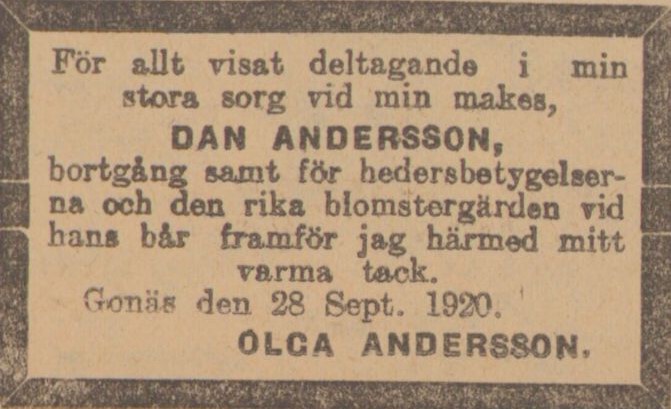 För allt visat deltagande i min
stora sorg vid min makes,
DAN ANDERSSON,
bortgång samt för hedersbetygelser-
na och den rika blomstergärden vid
hans bår framför jag härmed mitt
varma tack.
Gonäs den 28 Sept. 1920.
OLGA ANDERSSON.